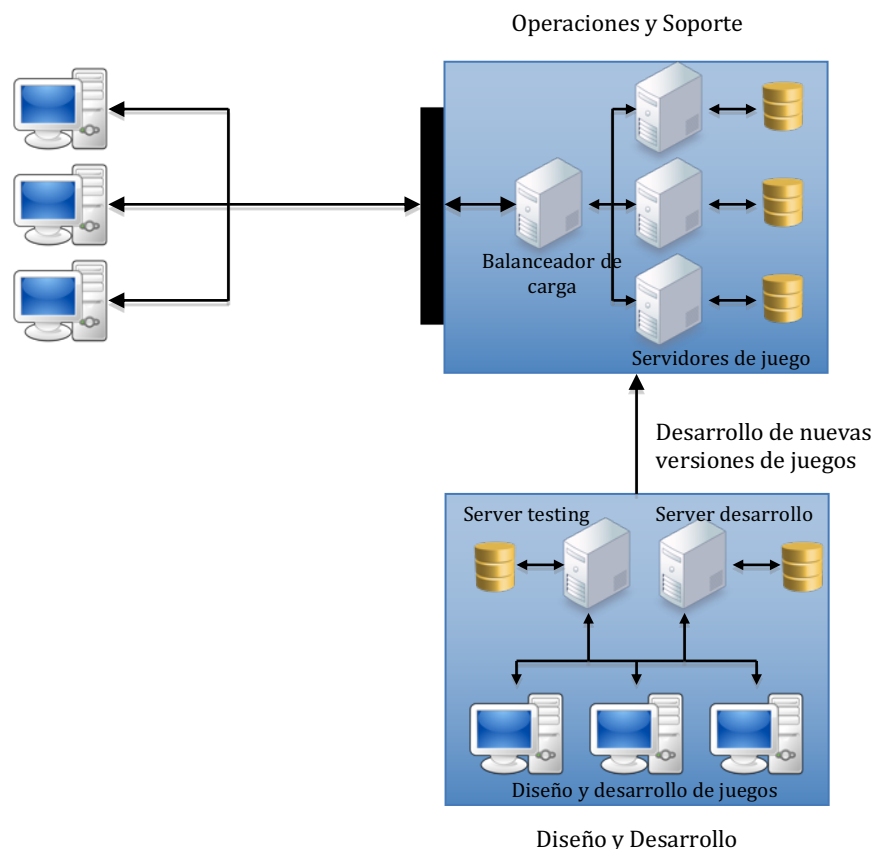 Operaciones y Soporte
Balanceador de
carga
Servidores de juego
Desarrollo de nuevas
versiones de juegos
Server testing
Server desarrollo
Diseño y desarrollo de juegos
Diseño y Desarrollo